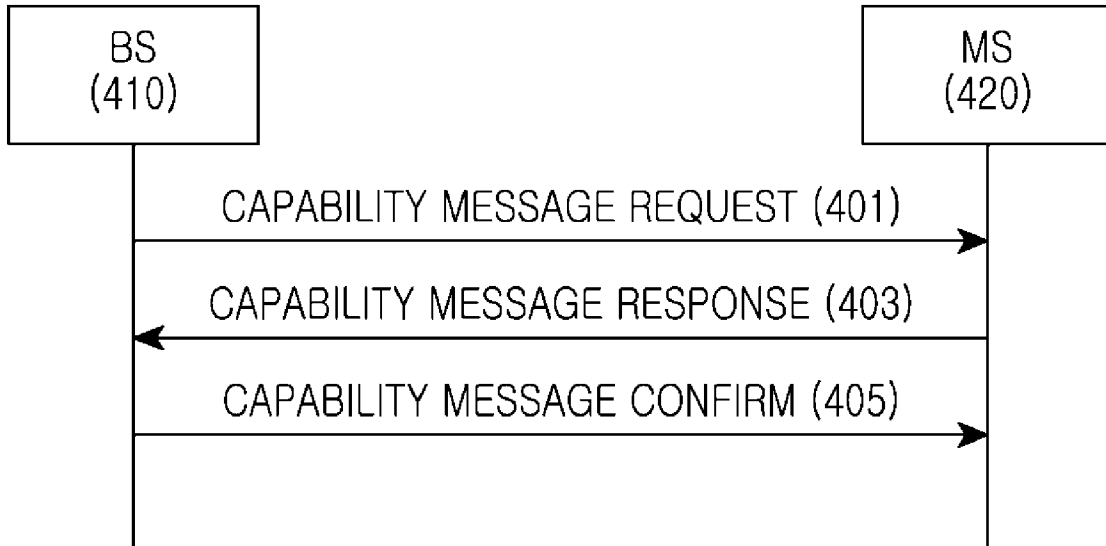 BS
(410)
MS
(420)
CAPABILITY MESSAGE REQUEST (401)
CAPABILITY MESSAGE RESPONSE (403)
CAPABILITY MESSAGE CONFIRM (405)